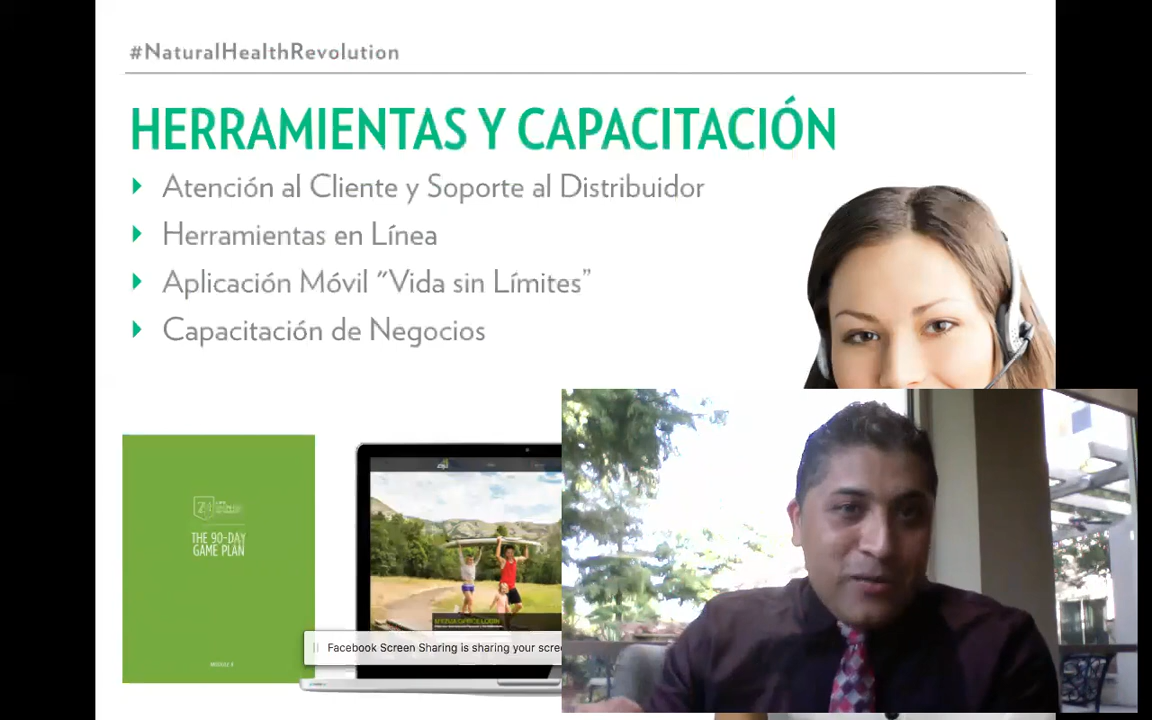 #NaturalHealthRevolution
HERRAMIENTAS Y CAPACITACIÓN
Atención al Cliente y Soporte al Distribuidor
Herramientas en Línea
Aplicación Móvil "Vida sin Límites"
Capacitación de Negocios
THE 90-DAY
GAME PLAN
Facebook Screen Sharing is sharing your scree